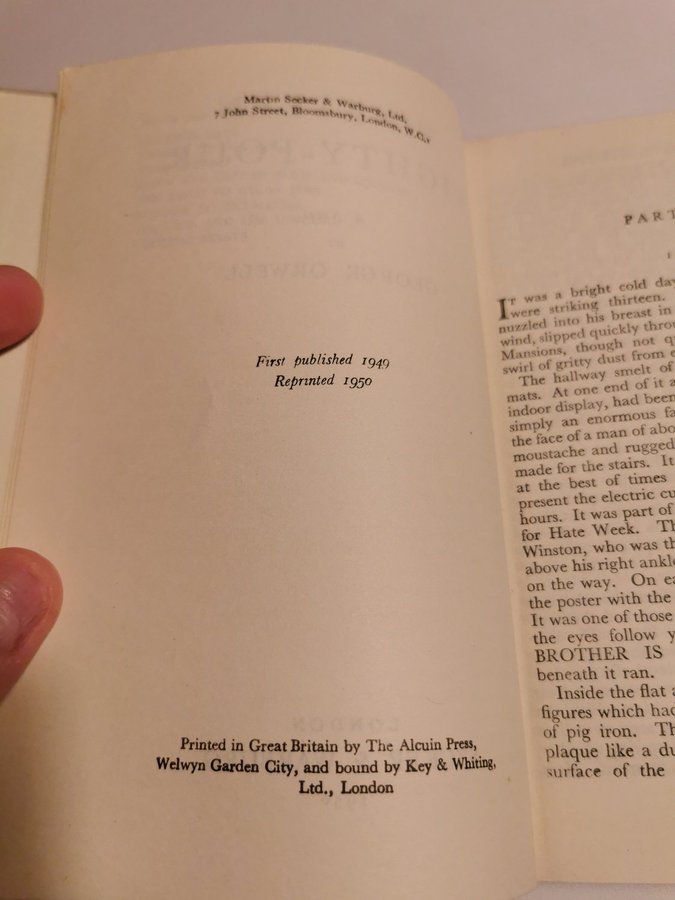 Martin Secker & Warburg, Ltd,
7 John Street, Bloomsbury, London, W.C.1
First published 1949
Reprinted 1950
Printed in Great Britain by The Alcuin Press,
Welwyn Garden City, and bound by Key & Whiting,
Ltd., London
PART
I
IT was a bright cold day
were striking thirteen.
nuzzled into his breast in
wind, slipped quickly throu
Mansions, though not qu
swirl of gritty dust from e
The hallway smelt of
mats. At one end of it a
indoor display, had been
simply an enormous fa
the face of a man of abo
moustache and rugged
made for the stairs. It
at the best of times
present the electric cu
hours. It was part of
for Hate Week. Th
Winston, who was th
above his right ankl
on the way. On ea
the poster with the
It was one of those
the eyes follow y
BROTHER IS
beneath it ran.
Inside the flat a
figures which had
of pig iron. Th
plaque like a du
surface of the